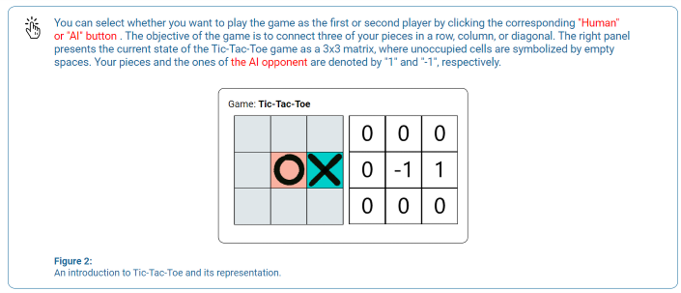 You can select whether you want to play the game as the first or second player by clicking the corresponding "Human"
or "AI" button . The objective of the game is to connect three of your pieces in a row, column, or diagonal. The right panel
presents the current state of the Tic-Tac-Toe game as a 3x3 matrix, where unoccupied cells are symbolized by empty
spaces. Your pieces and the ones of the AI opponent are denoted by "1" and "-1", respectively.
Game: Tic-Tac-Toe
0 0 0
O X 0 -1 1
0 0 0
Figure 2:
An introduction to Tic-Tac-Toe and its representation.